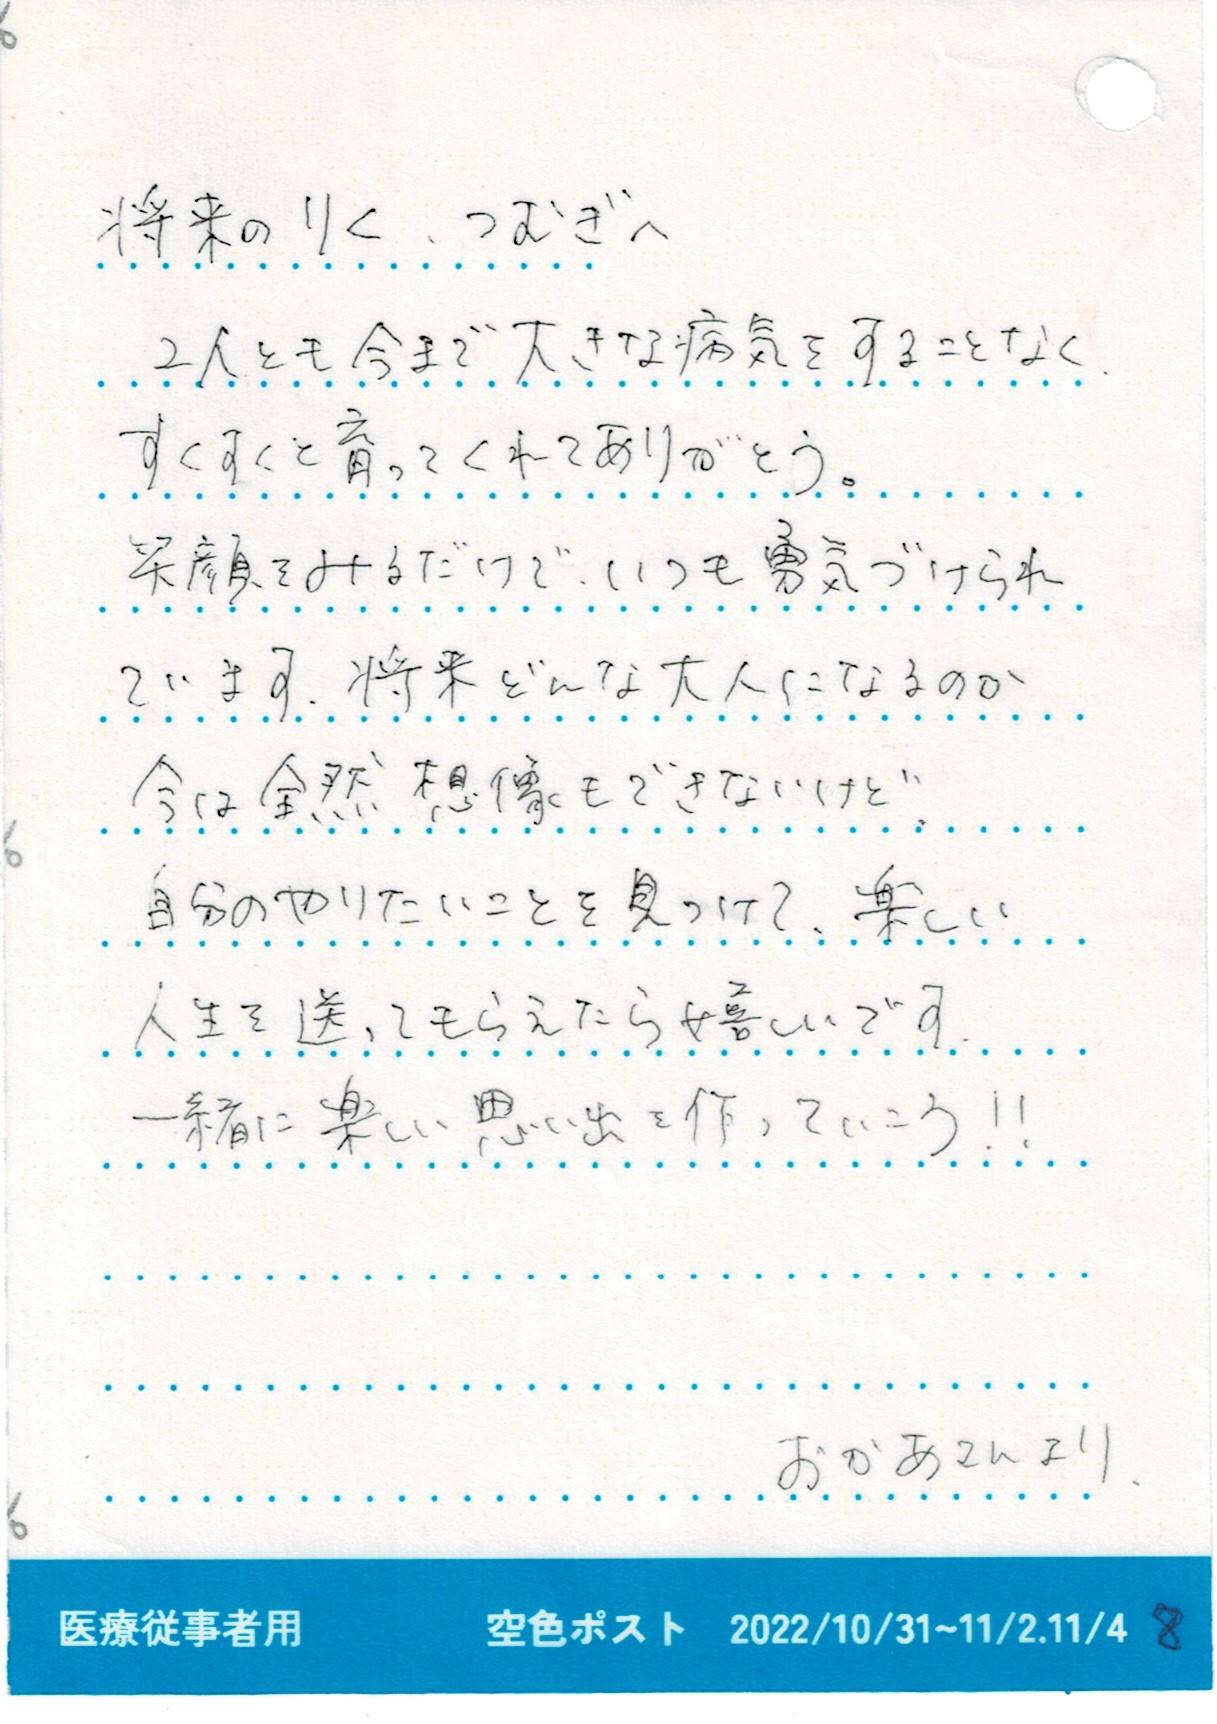 将来のりく、つむぎへ
2人とも今まで大きな病気をすることなく、
すくすくと育ってくれてありがとう。
笑顔をみるだけで、いつも勇気づけられ
ています。将来どんな大人になるのか
今は全然想像もできないけど、
自分のやりたいことを見つけて、楽しい
人生を送ってもらえたら嬉しいです。
一緒に楽しい思い出を作っていこう!!
おかあさんより.
医療従事者用 空色ポスト 2022/10/31~11/2.11/4 8